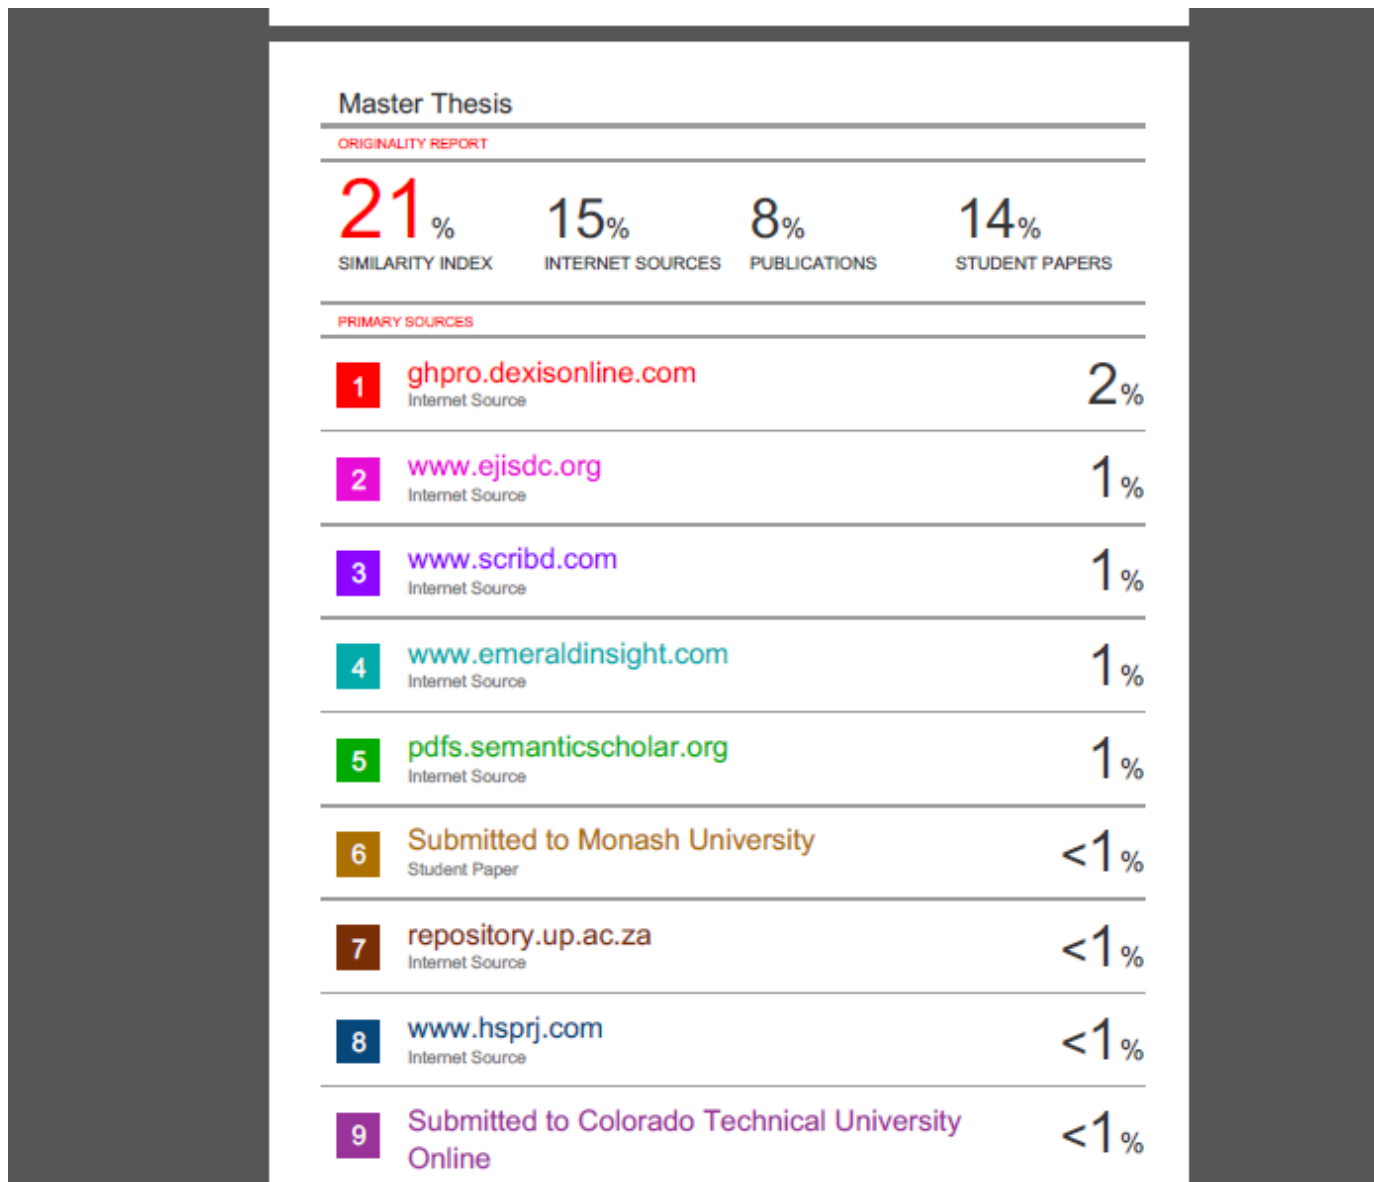 Master Thesis
ORIGINALITY REPORT
21% 15% 8% 14%
SIMILARITY INDEX INTERNET SOURCES PUBLICATIONS STUDENT PAPERS
PRIMARY SOURCES
1 ghpro.dexisonline.com 2%
Internet Source
2 www.ejisdc.org 1%
Internet Source
3 www.scribd.com 1%
Internet Source
4 www.emeraldinsight.com 1%
Internet Source
5 pdfs.semanticscholar.org 1%
Internet Source
6 Submitted to Monash University <1%
Student Paper
7 repository.up.ac.za <1%
Internet Source
8 www.hsprj.com <1%
Internet Source
9 Submitted to Colorado Technical University <1%
Online